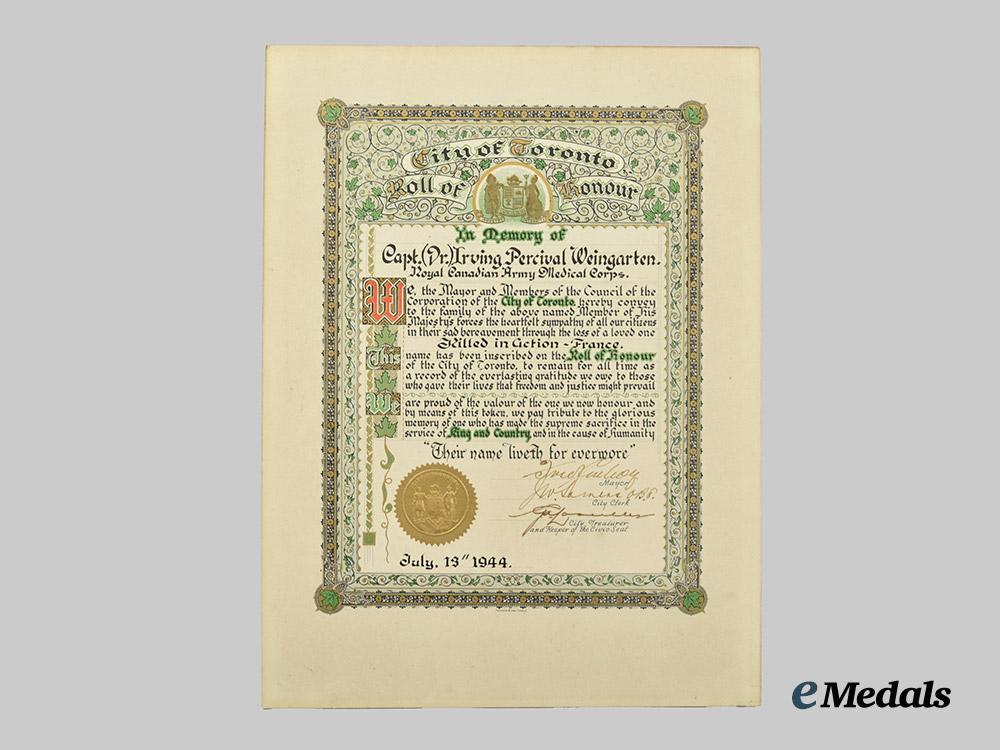 City of Toronto
Roll of Honour
In Memory of
Capt. (Dr.) Irving Percival Weingarten.
Royal Canadian Army Medical Corps.
We, the Mayor and Members of the Council of the
Corporation of the City of Toronto, hereby convey
to the family of the above named Member of His
Majesty's forces the heartfelt sympathy of all our citizens
in their sad bereavement through the loss of a loved one
Killed in Action - France.
This name has been inscribed on the Roll of Honour
of the City of Toronto, to remain for all time as
a record of the everlasting gratitude we owe to those
who gave their lives that freedom and justice might prevail
We are proud of the valour of the one we now honour, and
by means of this token, we pay tribute to the glorious
memory of one who has made the supreme sacrifice in the
service of King and Country, and in the cause of humanity
"Their name liveth for evermore"
Mayor
City Clerk
City Treasurer
and Keeper of the Civic Seal
July. 13" 1944.
eMedals